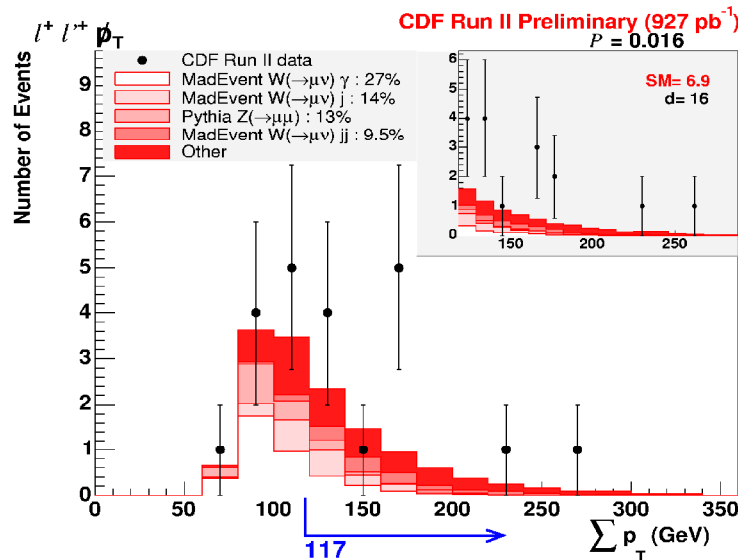 CDF Run II Preliminary (927 pb⁻¹)
l⁺ l'⁺ p̸T
P = 0.016
CDF Run II data
MadEvent W(→μν) γ : 27%
MadEvent W(→μν) j : 14%
Pythia Z(→μμ) : 13%
MadEvent W(→μν) jj : 9.5%
Other
SM= 6.9
d= 16
6
5
4
3
2
1
0
150 200 250
Number of Events
9
8
7
6
5
4
3
2
1
0
0 50 100 150 200 250 300 350
117
∑ pT (GeV)